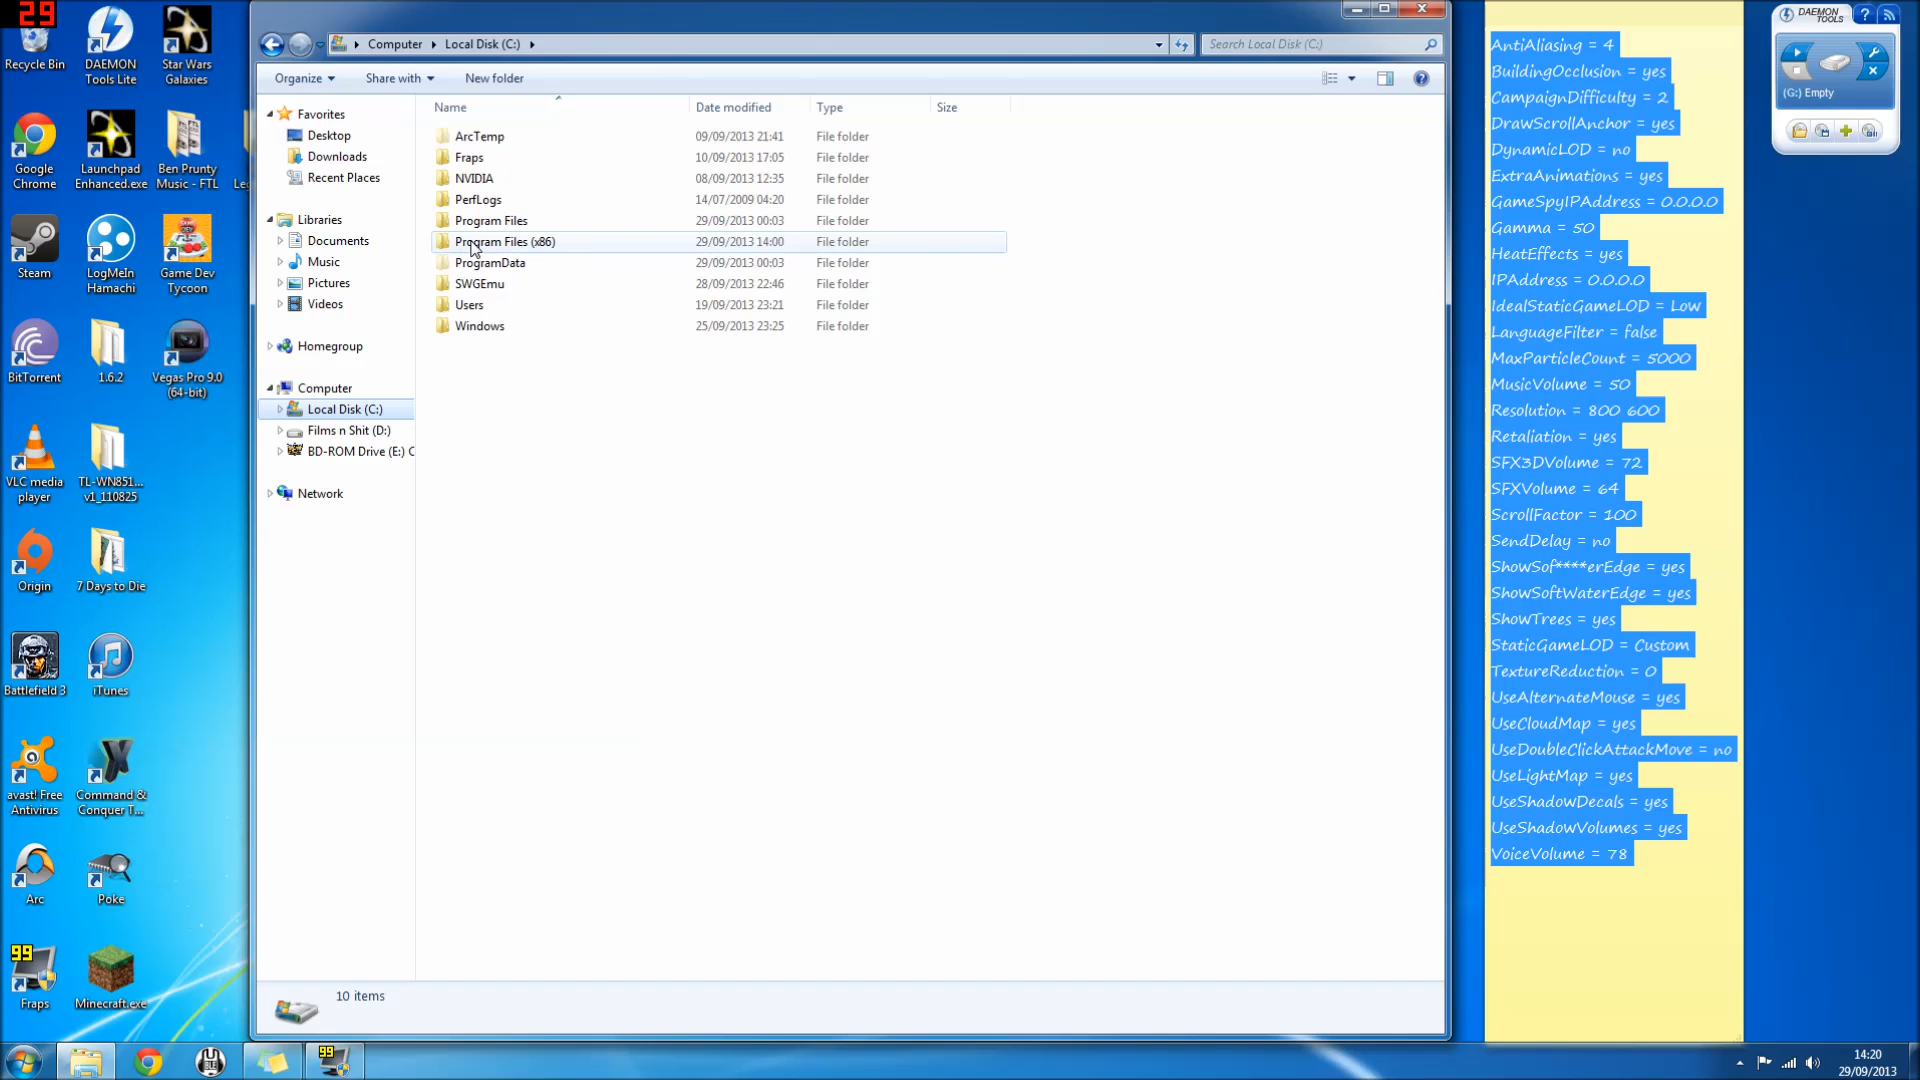 29
Recycle Bin
DAEMON Tools Lite
Star Wars Galaxies
Google Chrome
Launchpad Enhanced.exe
Ben Prunty Music - FTL
Leg
Steam
LogMeIn Hamachi
Game Dev Tycoon
BitTorrent
1.6.2
Vegas Pro 9.0 (64-bit)
VLC media player
TL-WN851... v1_110825
Origin
7 Days to Die
Battlefield 3
iTunes
avast! Free Antivirus
Command & Conquer T...
Arc
Poke
99
Fraps
Minecraft.exe
Computer
Local Disk (C:)
Search Local Disk (C:)
Organize
Share with
New folder
Favorites
Desktop
Downloads
Recent Places
Libraries
Documents
Music
Pictures
Videos
Homegroup
Computer
Local Disk (C:)
Films n Shit (D:)
BD-ROM Drive (E:) C
Network
Name Date modified Type Size
ArcTemp 09/09/2013 21:41 File folder
Fraps 10/09/2013 17:05 File folder
NVIDIA 08/09/2013 12:35 File folder
PerfLogs 14/07/2009 04:20 File folder
Program Files 29/09/2013 00:03 File folder
Program Files (x86) 29/09/2013 14:00 File folder
ProgramData 29/09/2013 00:03 File folder
SWGEmu 28/09/2013 22:46 File folder
Users 19/09/2013 23:21 File folder
Windows 25/09/2013 23:25 File folder
10 items
AntiAliasing = 4
BuildingOcclusion = yes
CampaignDifficulty = 2
DrawScrollAnchor = yes
DynamicLOD = no
ExtraAnimations = yes
GameSpyIPAddress = 0.0.0.0
Gamma = 50
HeatEffects = yes
IPAddress = 0.0.0.0
IdealStaticGameLOD = Low
LanguageFilter = false
MaxParticleCount = 5000
MusicVolume = 50
Resolution = 800 600
Retaliation = yes
SFX3DVolume = 72
SFXVolume = 64
ScrollFactor = 100
SendDelay = no
ShowSof****erEdge = yes
ShowSoftWaterEdge = yes
ShowTrees = yes
StaticGameLOD = Custom
TextureReduction = 0
UseAlternateMouse = yes
UseCloudMap = yes
UseDoubleClickAttackMove = no
UseLightMap = yes
UseShadowDecals = yes
UseShadowVolumes = yes
VoiceVolume = 78
DAEMON TOOLS
(G:) Empty
99
14:20
29/09/2013